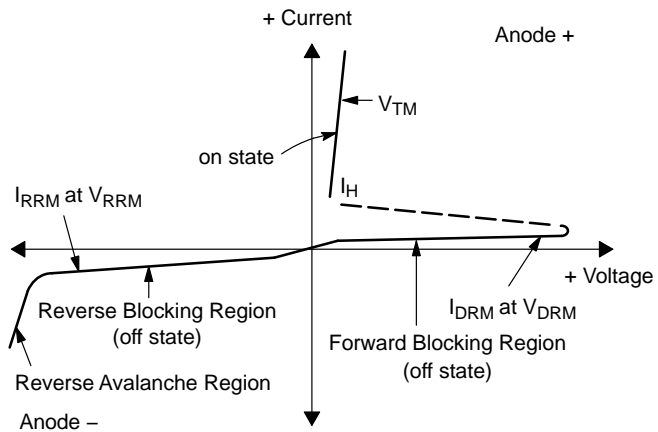 + Current
Anode +
V_TM
on state
I_H
I_RRM at V_RRM
+ Voltage
Reverse Blocking Region
(off state)
I_DRM at V_DRM
Forward Blocking Region
(off state)
Reverse Avalanche Region
Anode −